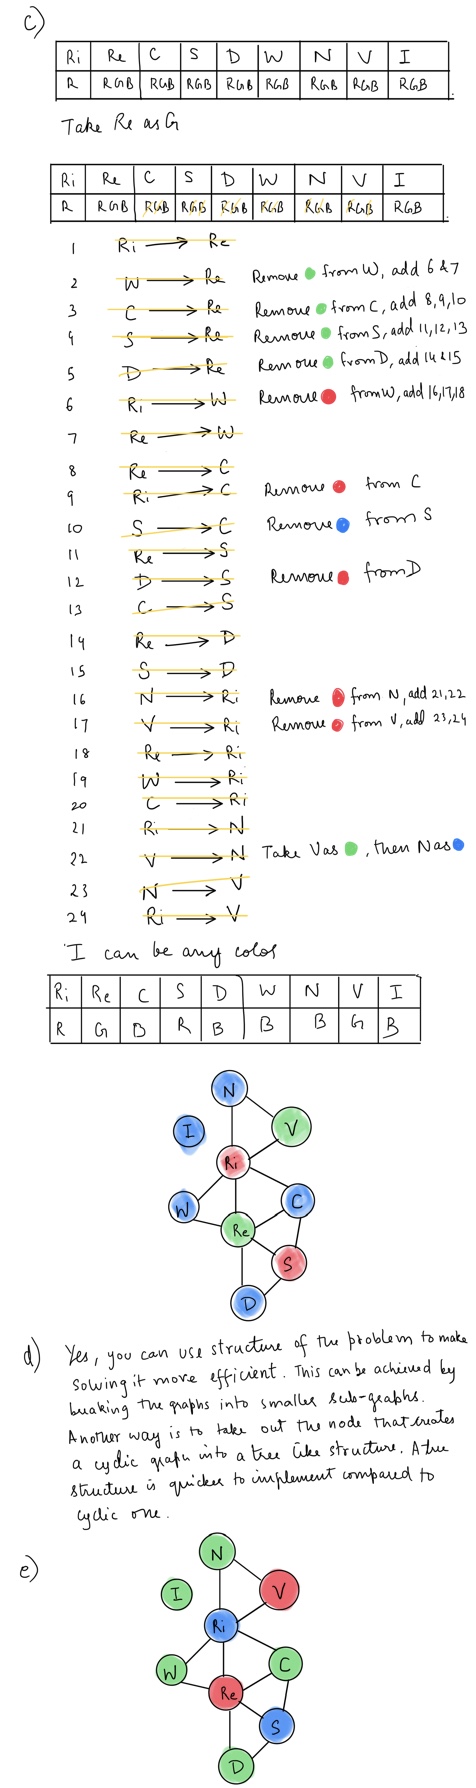 c)
Ri Re C S D W N V I
R RGB RGB RGB RGB RGB RGB RGB RGB
Take Re as G
Ri Re C S D W N V I
R RGB RGB RGB RGB RGB RGB RGB RGB
1 Ri → Re
2 W → Re Remove from W, add 6 & 7
3 C → Re Remove from C, add 8, 9, 10
4 S → Re Remove from S, add 11, 12, 13
5 D → Re Remove from D, add 14 & 15
6 Ri → W Remove from W, add 16, 17, 18
7 Re → W
8 Re → C
9 Ri → C Remove from C
10 S → C Remove from S
11 Re → S
12 D → S Remove from D
13 C → S
14 Re → D
15 S → D
16 N → Ri Remove from N, add 21, 22
17 V → Ri Remove from V, add 23, 24
18 Re → Ri
19 W → Ri
20 C → Ri
21 Ri → N
22 V → N Take V as , then N as
23 N → V
24 Ri → V
I can be any color
Ri Re C S D W N V I
R G B R B B B G B
N
I
V
Ri
W
C
Re
S
D
d) Yes, you can use structure of the problem to make
solving it more efficient. This can be achieved by
breaking the graphs into smaller sub-graphs.
Another way is to take out the node that creates
a cyclic graph into a tree like structure. A tree
structure is quicker to implement compared to
cyclic one.
e)
N
I
V
Ri
W
C
Re
S
D